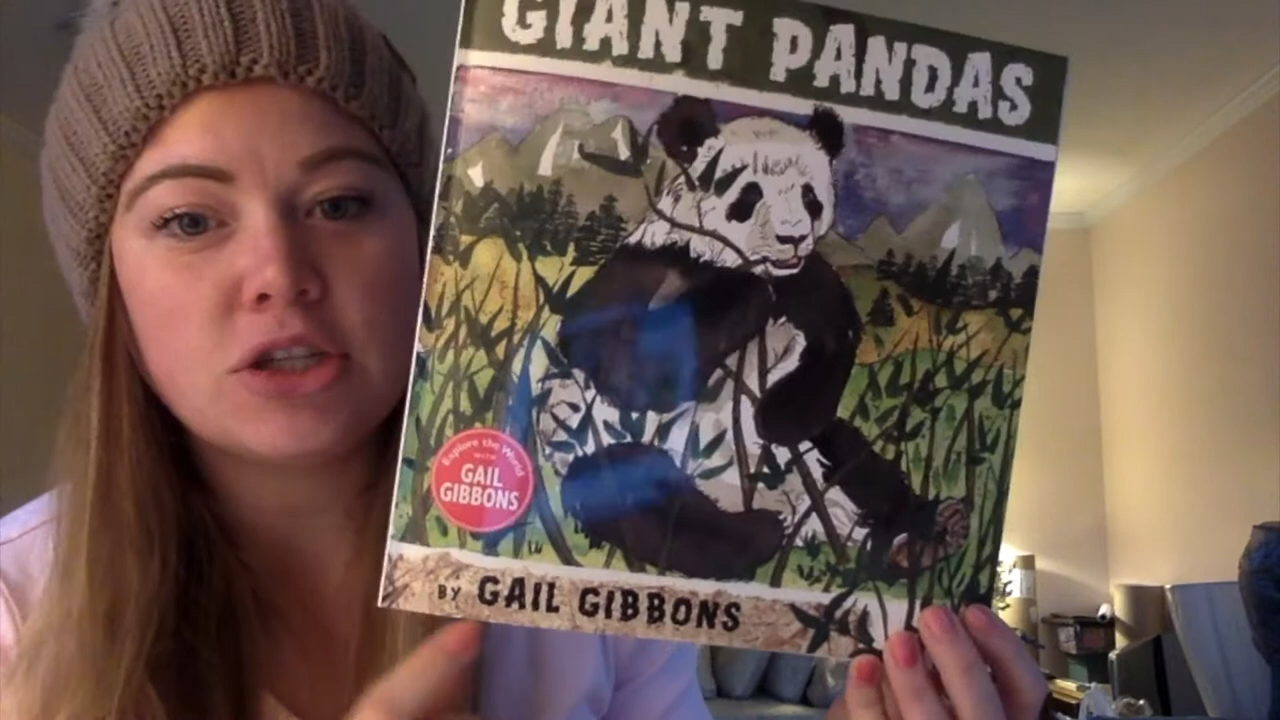 GIANT PANDAS
Explore the World
WITH
GAIL
GIBBONS
BY GAIL GIBBONS